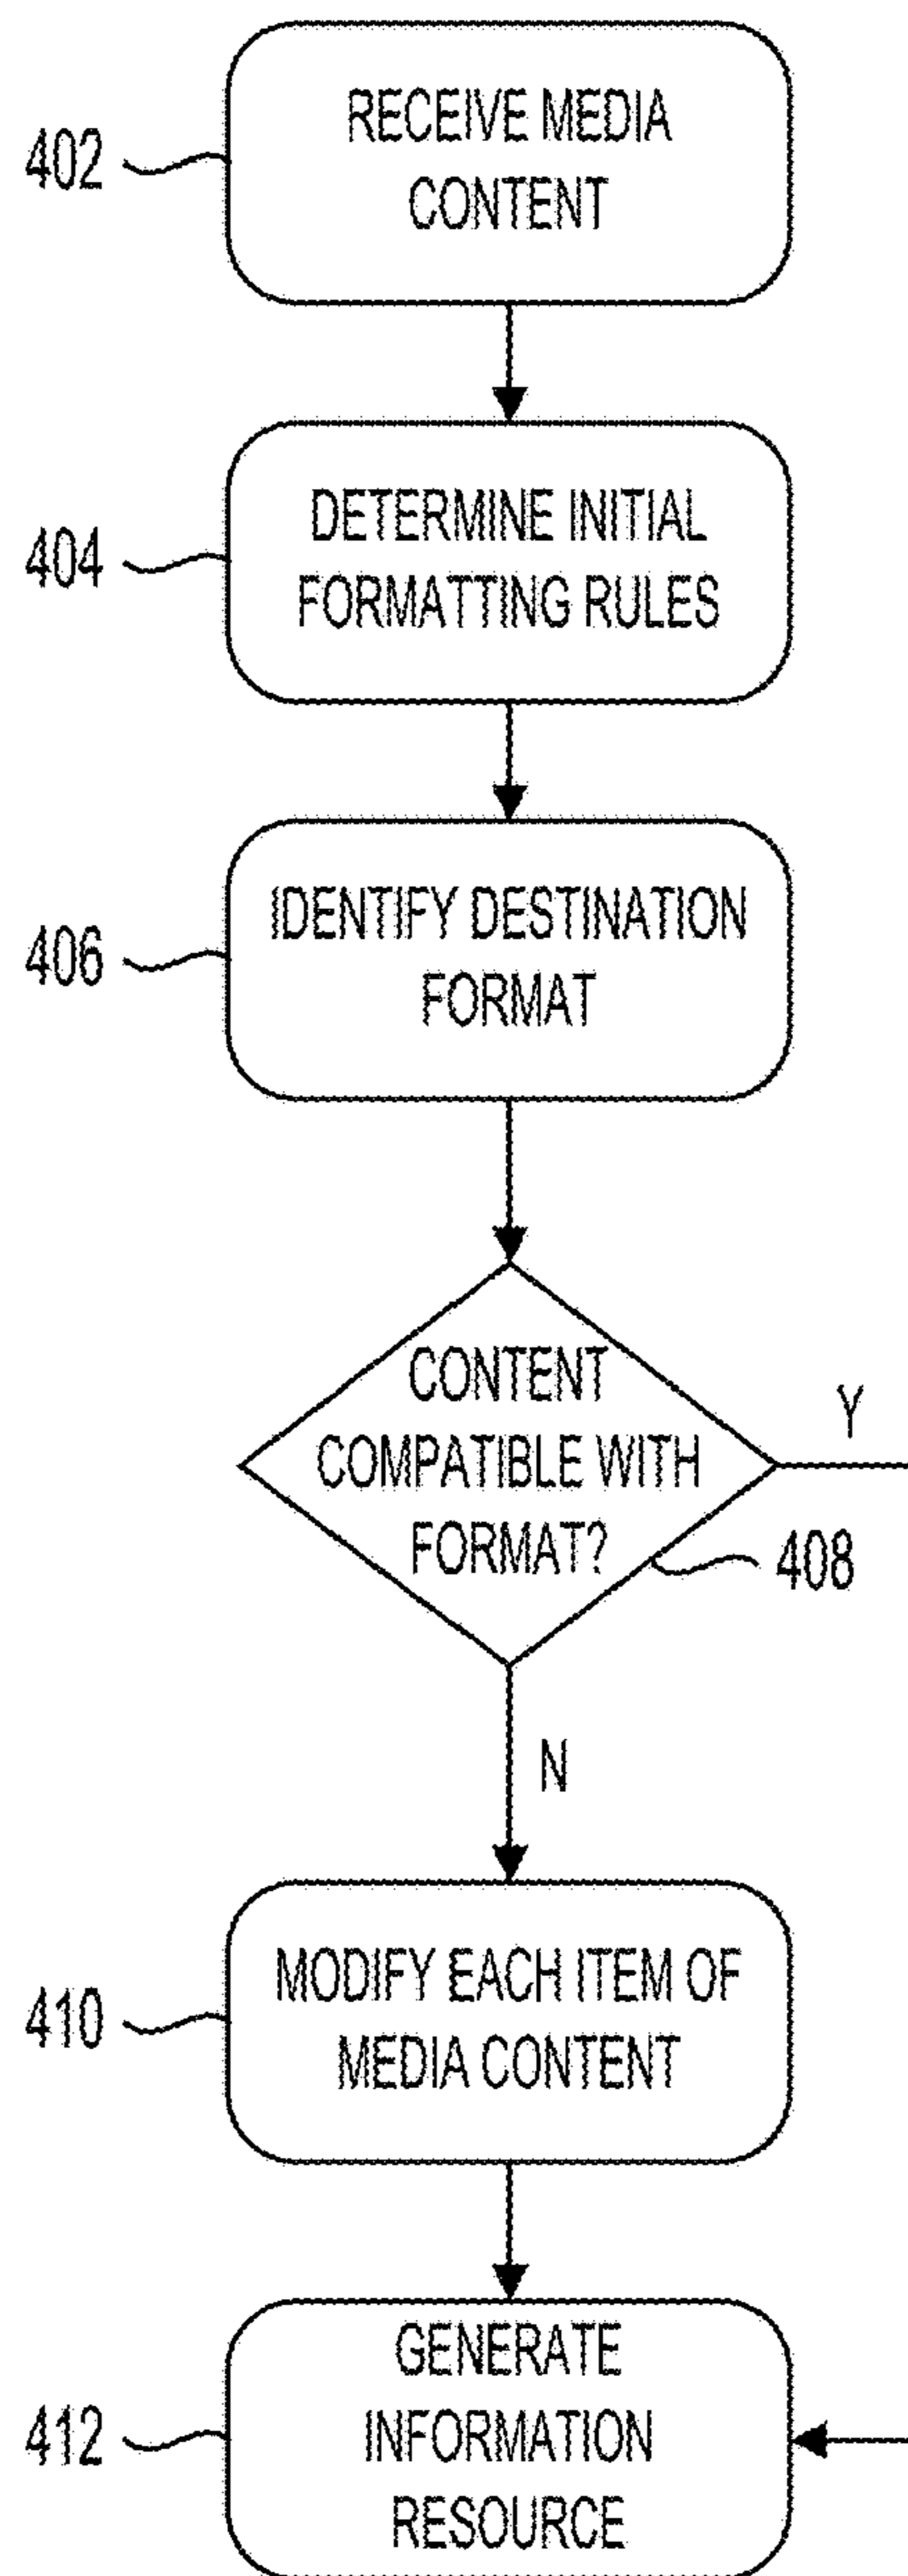 RECEIVE MEDIA
CONTENT
402
DETERMINE INITIAL
FORMATTING RULES
404
IDENTIFY DESTINATION
FORMAT
406
CONTENT
COMPATIBLE WITH
FORMAT?
Y
408
N
MODIFY EACH ITEM OF
MEDIA CONTENT
410
GENERATE
INFORMATION
RESOURCE
412